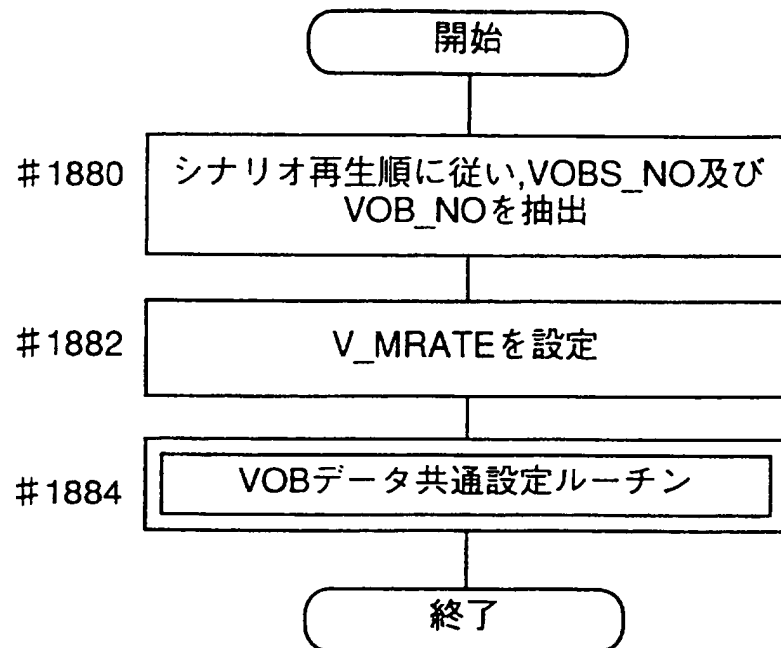 開始
#1880
シナリオ再生順に従い,VOBS_NO及び
VOB_NOを抽出
#1882
V_MRATEを設定
#1884
VOBデータ共通設定ルーチン
終了